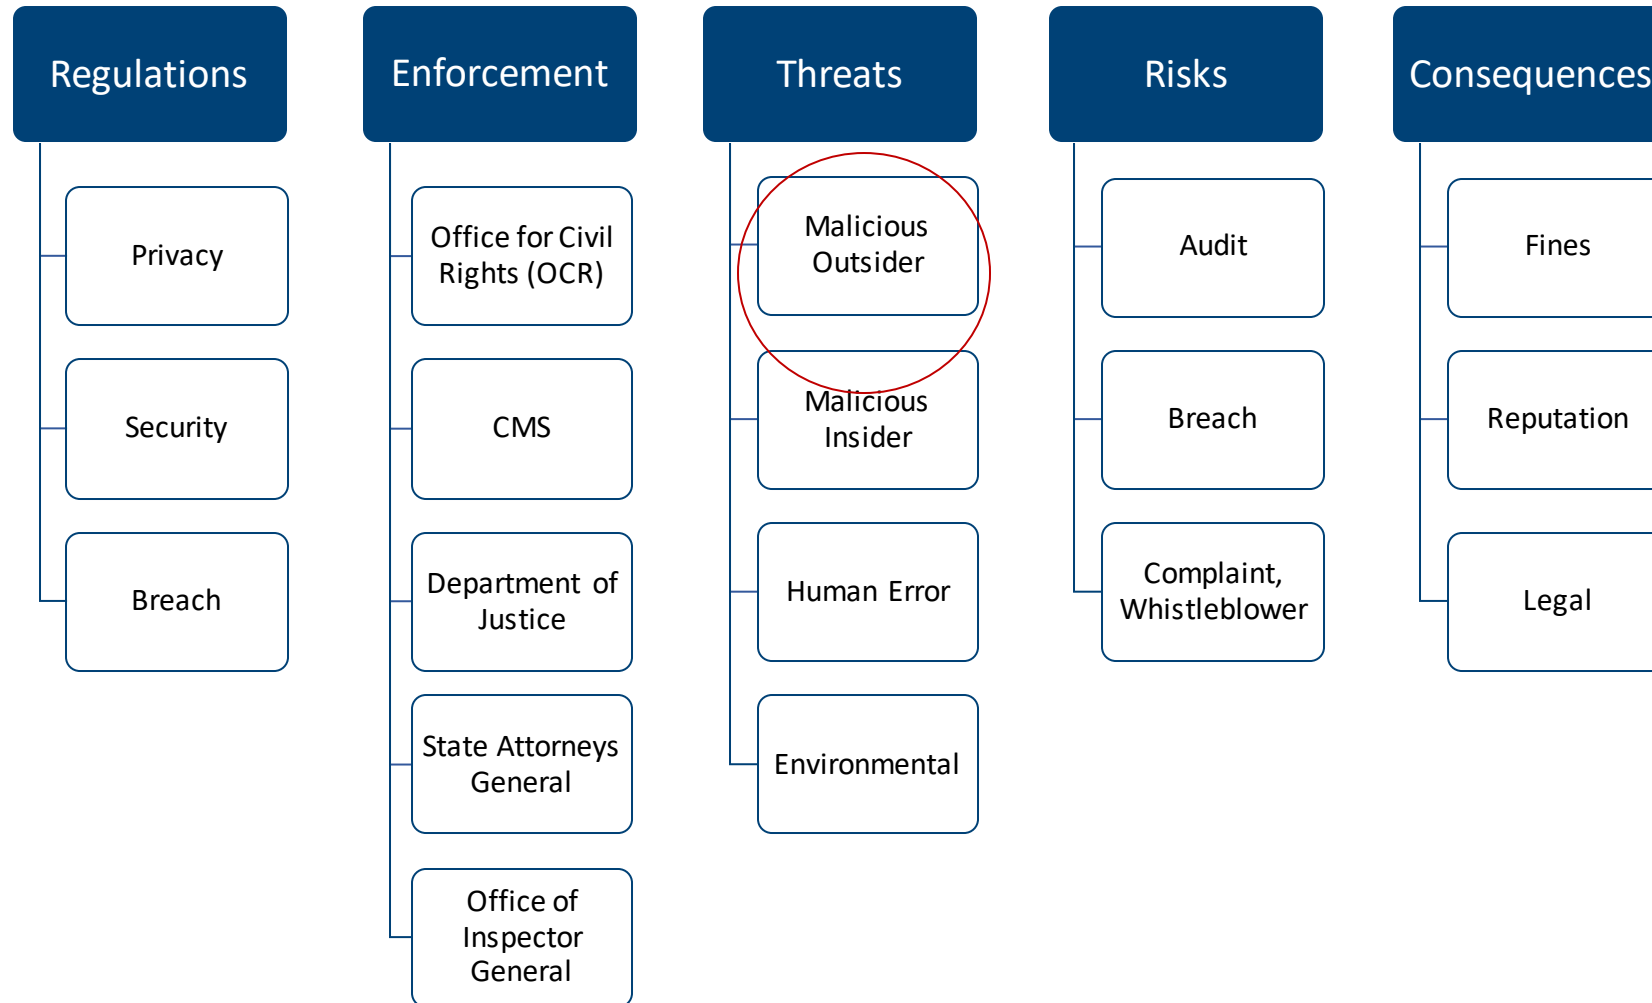 Regulations
Privacy
Security
Breach
Enforcement
Office for Civil
Rights (OCR)
CMS
Department of
Justice
State Attorneys
General
Office of
Inspector
General
Threats
Malicious
Outsider
Malicious
Insider
Human Error
Environmental
Risks
Audit
Breach
Complaint,
Whistleblower
Consequences
Fines
Reputation
Legal